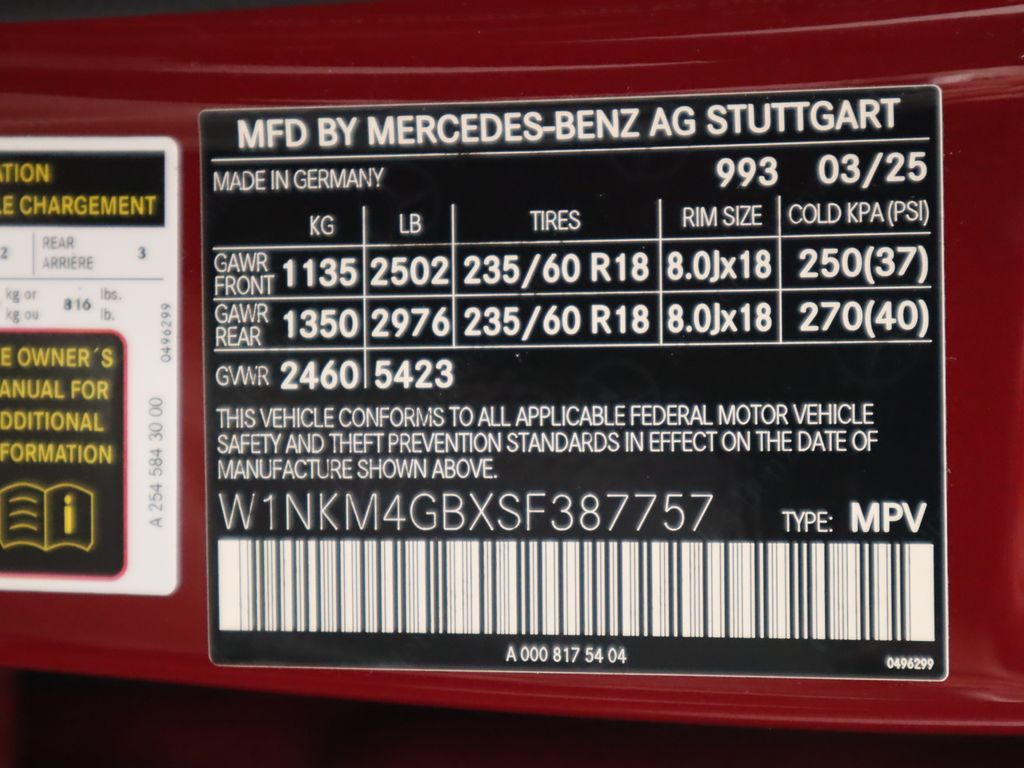 MFD BY MERCEDES-BENZ AG STUTTGART
MADE IN GERMANY 993 03/25
KG LB TIRES RIM SIZE COLD KPA (PSI)
GAWR FRONT 1135 2502 235/60 R18 8.0Jx18 250(37)
GAWR REAR 1350 2976 235/60 R18 8.0Jx18 270(40)
GVWR 2460 5423
THIS VEHICLE CONFORMS TO ALL APPLICABLE FEDERAL MOTOR VEHICLE
SAFETY AND THEFT PREVENTION STANDARDS IN EFFECT ON THE DATE OF
MANUFACTURE SHOWN ABOVE.
W1NKM4GBXSF387757 TYPE: MPV
A 000 817 54 04
0496299
ATION
LE CHARGEMENT
2 REAR 3
ARRIÈRE
kg or 816 lbs.
kg ou lb.
E OWNER´S
ANUAL FOR
DDITIONAL
FORMATION
i
0496299
A 254 584 30 00